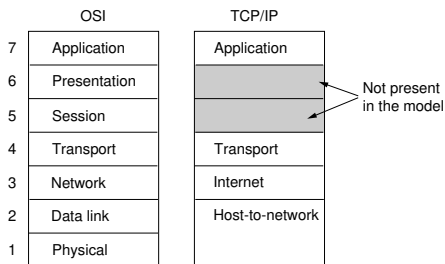 OSI TCP/IP
7 Application Application
6 Presentation
Not present
in the model
5 Session
4 Transport Transport
3 Network Internet
2 Data link Host-to-network
1 Physical